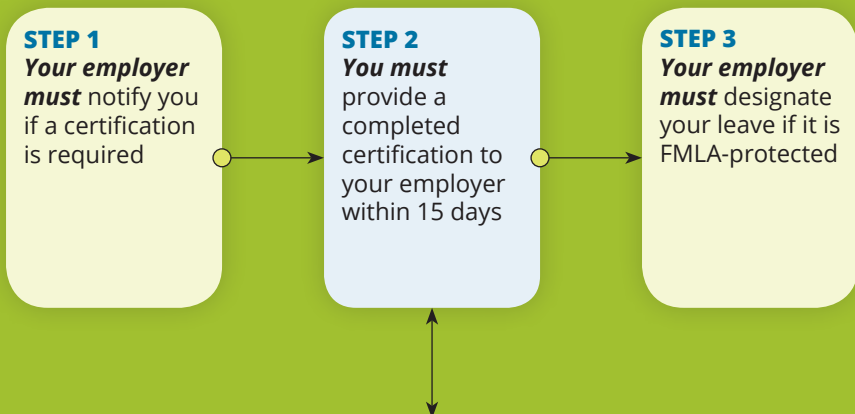 STEP 1
Your employer
must notify you
if a certification
is required
STEP 2
You must
provide a
completed
certification to
your employer
within 15 days
STEP 3
Your employer
must designate
your leave if it is
FMLA-protected